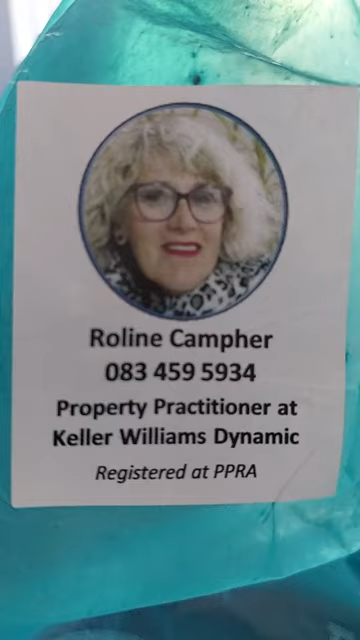 Roline Campher
083 459 5934
Property Practitioner at
Keller Williams Dynamic
Registered at PPRA